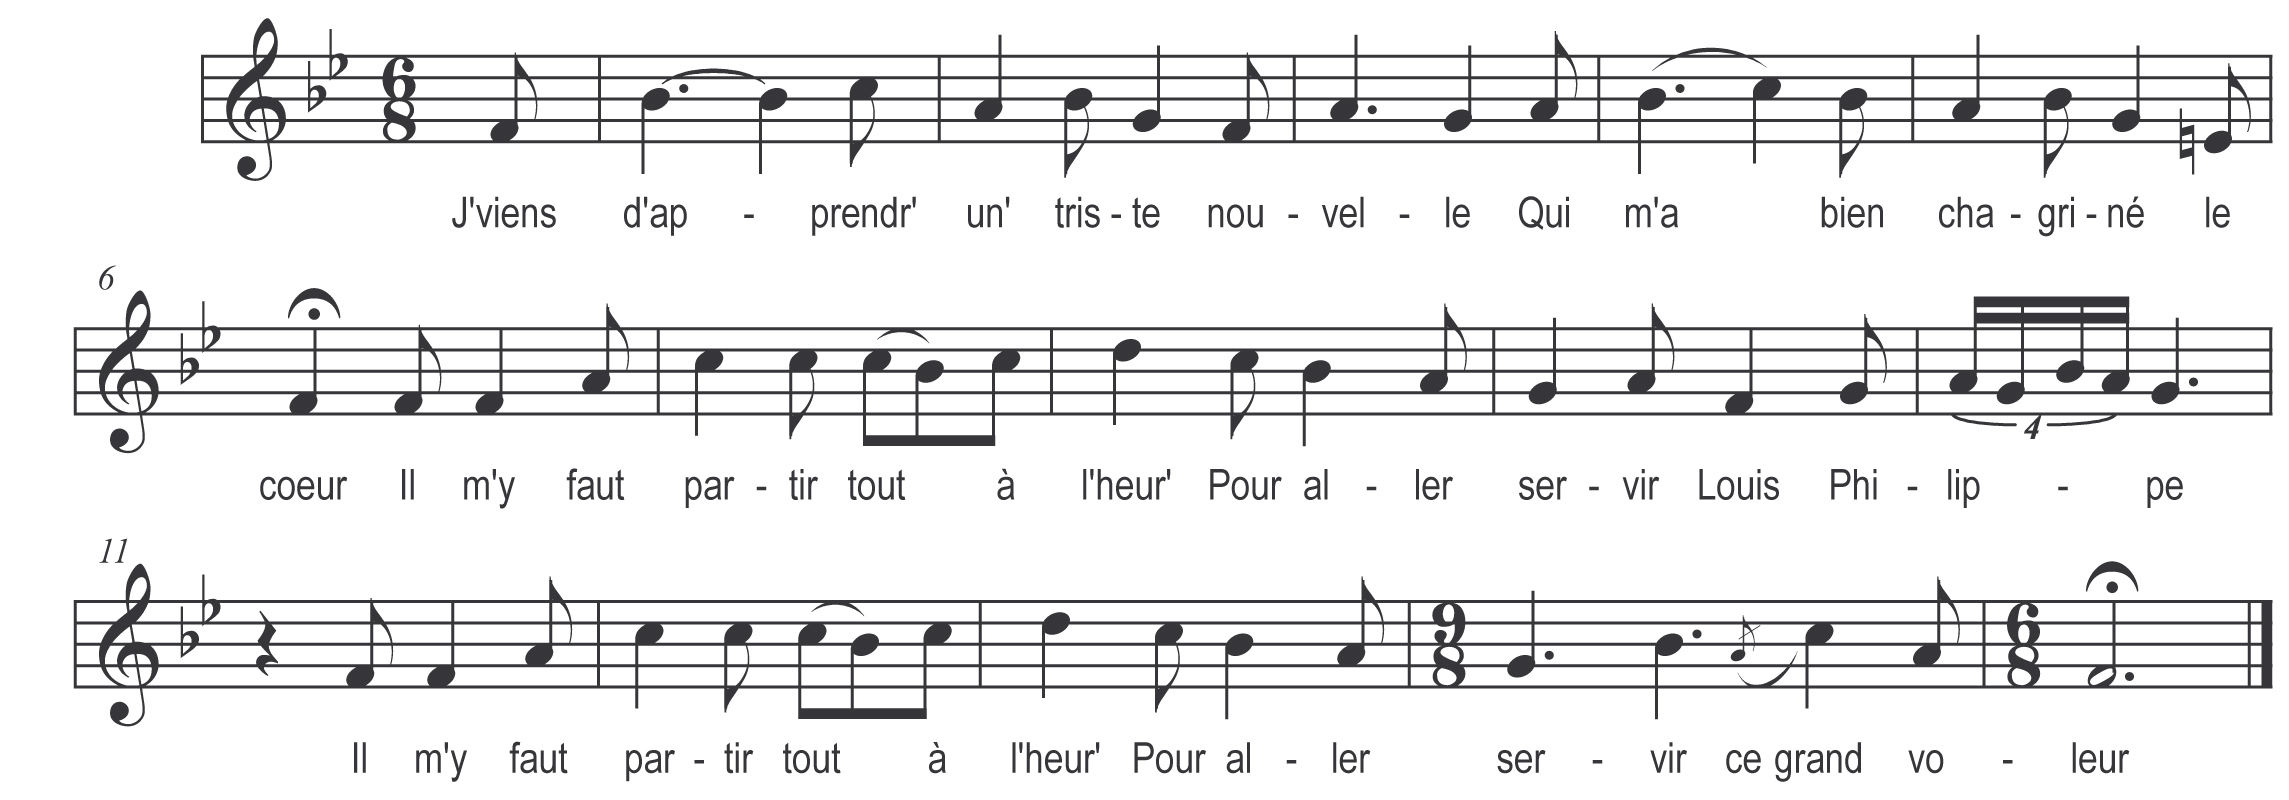 J'viens d'ap - prendr' un' tris - te nou - vel - le Qui m'a bien cha - gri - né le
6
coeur Il m'y faut par - tir tout à l'heur' Pour al - ler ser - vir Louis Phi - lip - pe
4
11
Il m'y faut par - tir tout à l'heur' Pour al - ler ser - vir ce grand vo - leur